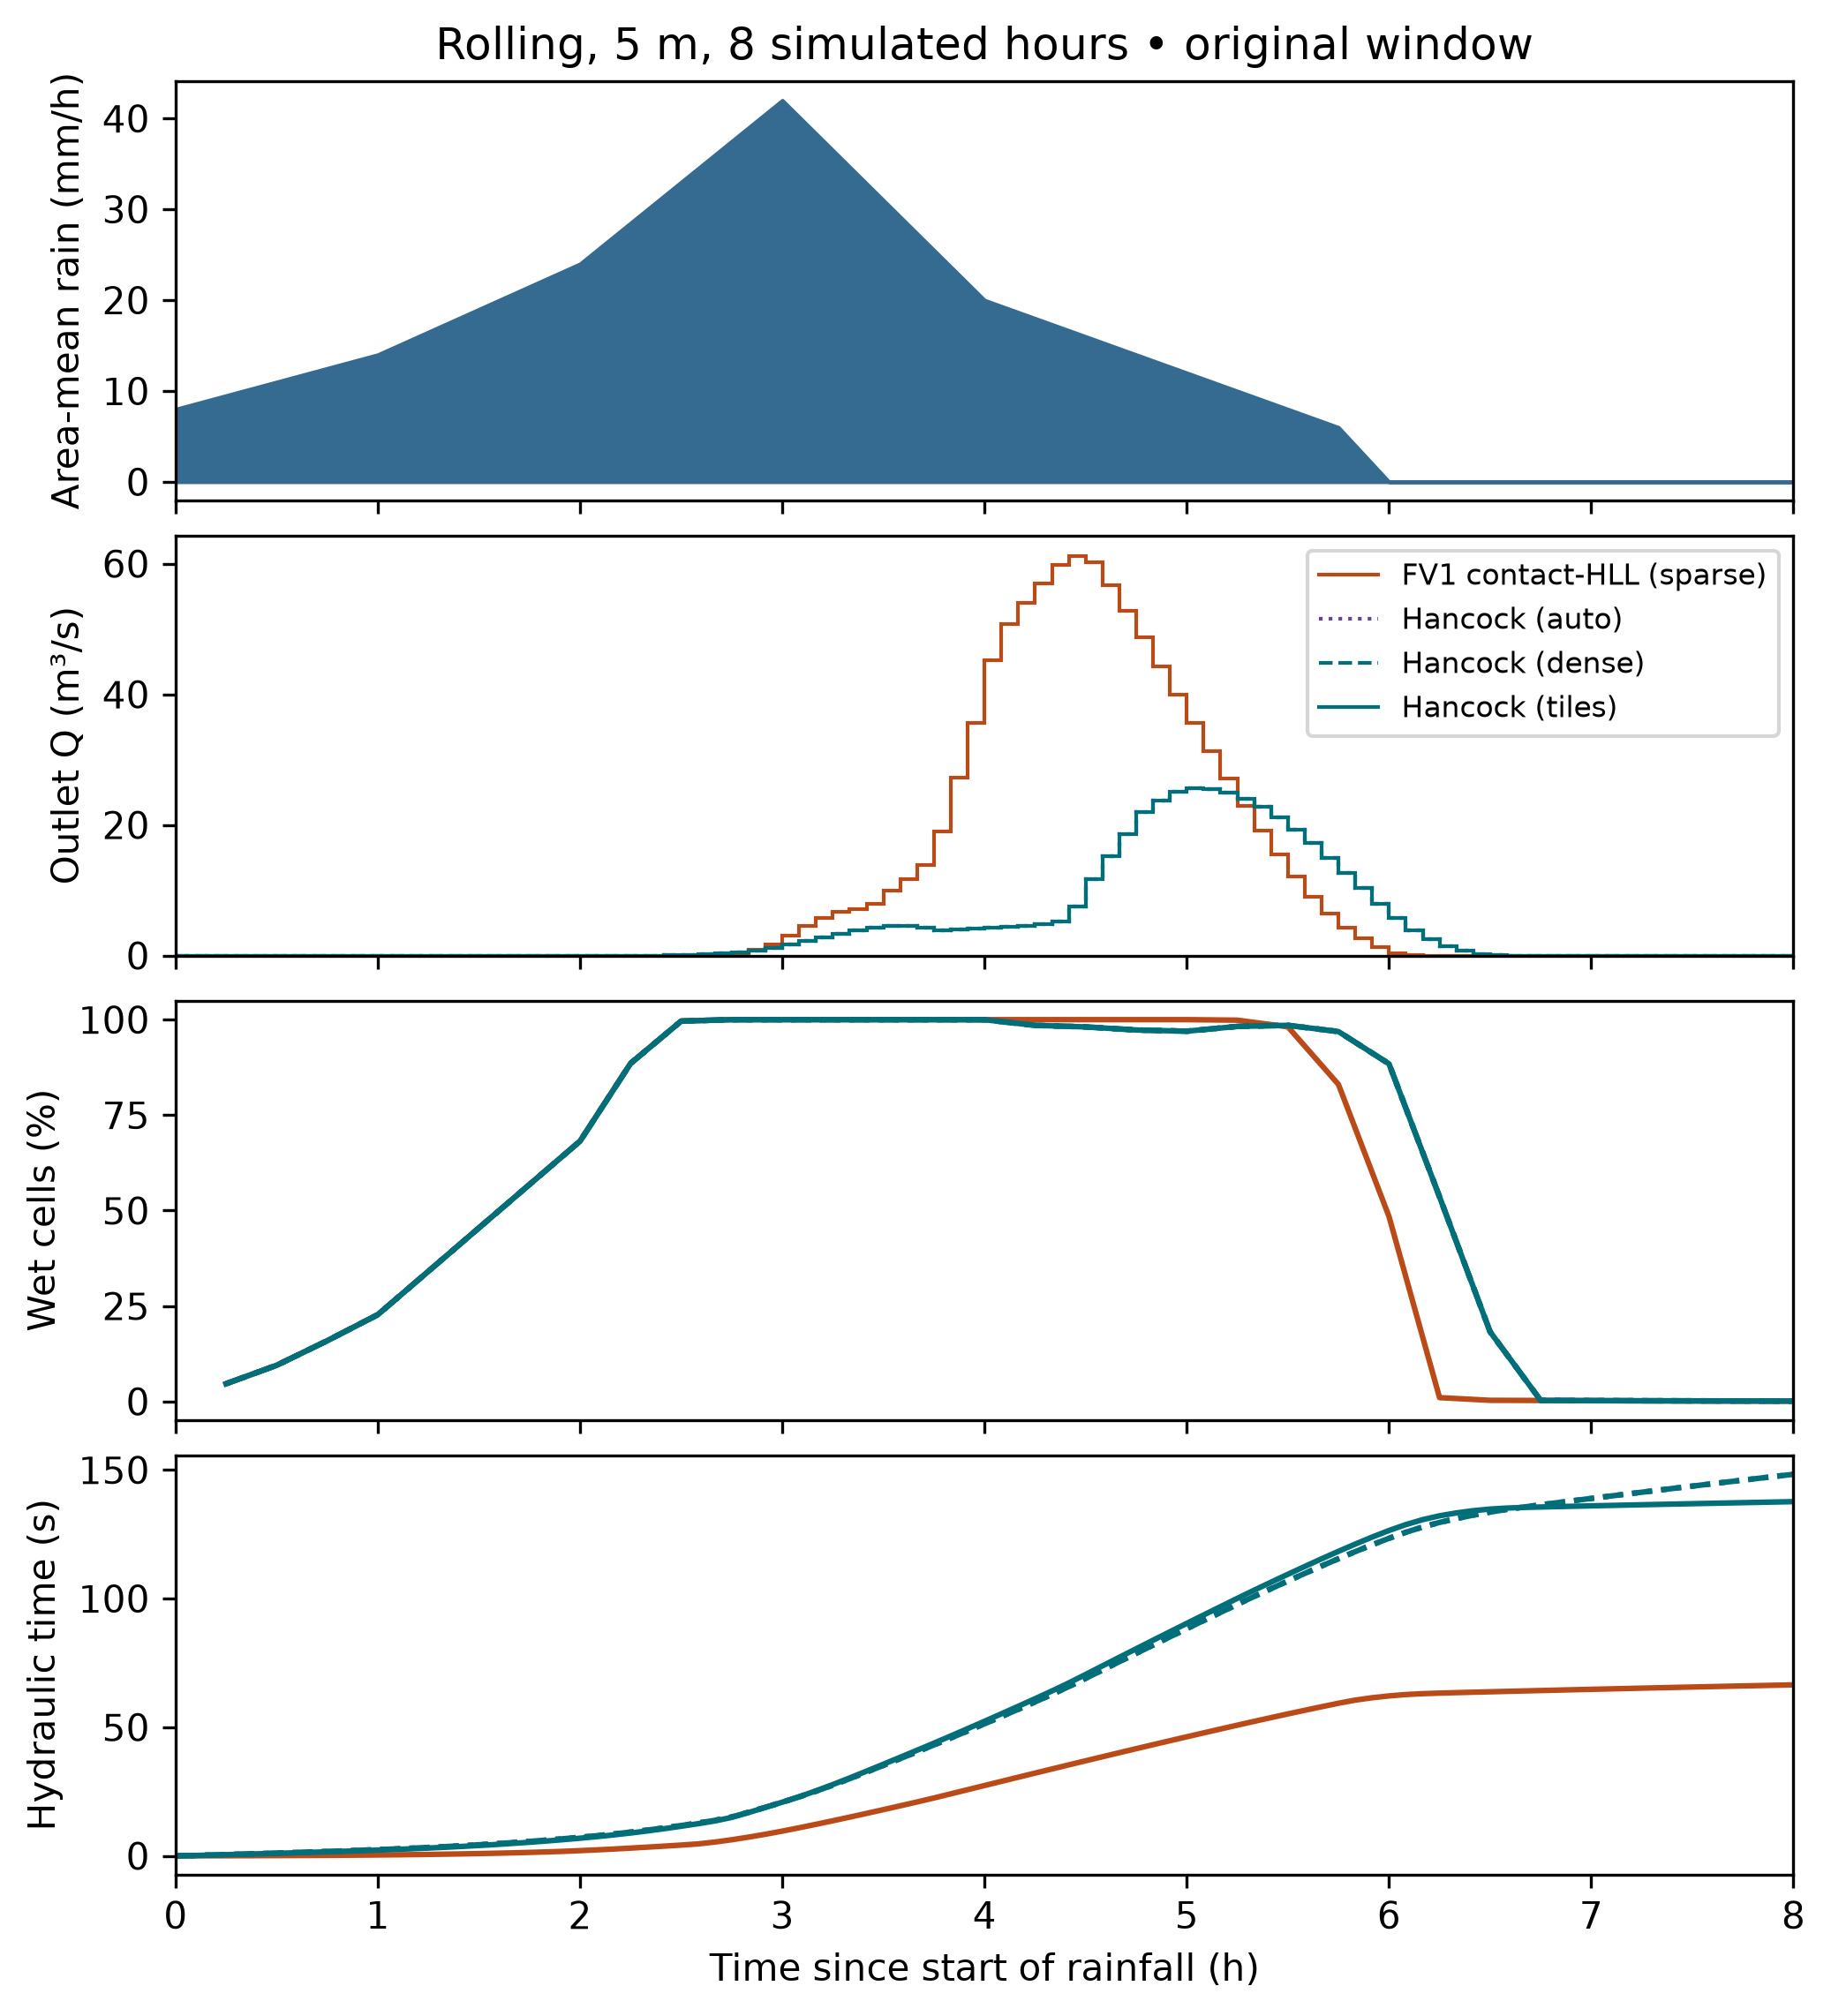 Rolling, 5 m, 8 simulated hours • original window
Area-mean rain (mm/h)
40
30
20
10
0
Outlet Q (m³/s)
60
40
20
0
FV1 contact-HLL (sparse)
Hancock (auto)
Hancock (dense)
Hancock (tiles)
Wet cells (%)
100
75
50
25
0
Hydraulic time (s)
150
100
50
0
0 1 2 3 4 5 6 7 8
Time since start of rainfall (h)